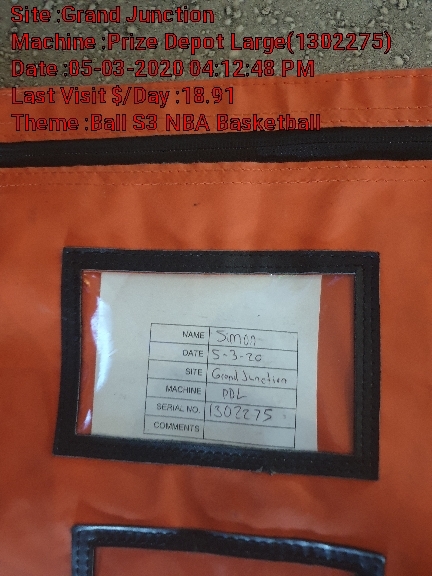 Site :Grand Junction
Machine :Prize Depot Large(1302275)
Date :05-03-2020 04:12:48 PM
Last Visit $/Day :18.91
Theme :Ball S3 NBA Basketball
NAME Simon
DATE 5-3-20
SITE Grand Junction
MACHINE PDL
SERIAL NO. 1302275
COMMENTS